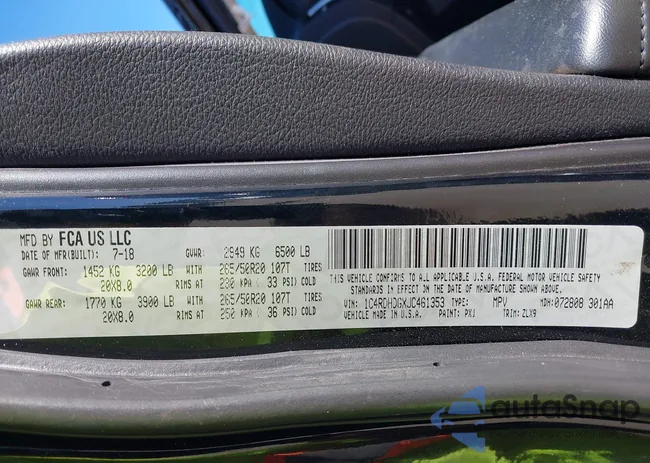 MFD BY FCA US LLC
DATE OF MFR(BUILT): 7-18 GVWR: 2949 KG 6500 LB
GAWR FRONT: 1452 KG 3200 LB WITH 265/50R20 107T TIRES
20X8.0 RIMS AT 230 KPA( 33 PSI) COLD
GAWR REAR: 1770 KG 3900 LB WITH 265/50R20 107T TIRES
20X8.0 RIMS AT 250 KPA( 36 PSI) COLD
THIS VEHICLE CONFORMS TO ALL APPLICABLE U.S.A. FEDERAL MOTOR VEHICLE SAFETY
STANDARDS IN EFFECT ON THE DATE OF MANUFACTURE SHOWN ABOVE.
VIN: 1C4RDHDGXJC461353 TYPE: MPV MDH: 072808 301AA
VEHICLE MADE IN U.S.A. PAINT: PXJ TRIM: ZLX9
autoSnap